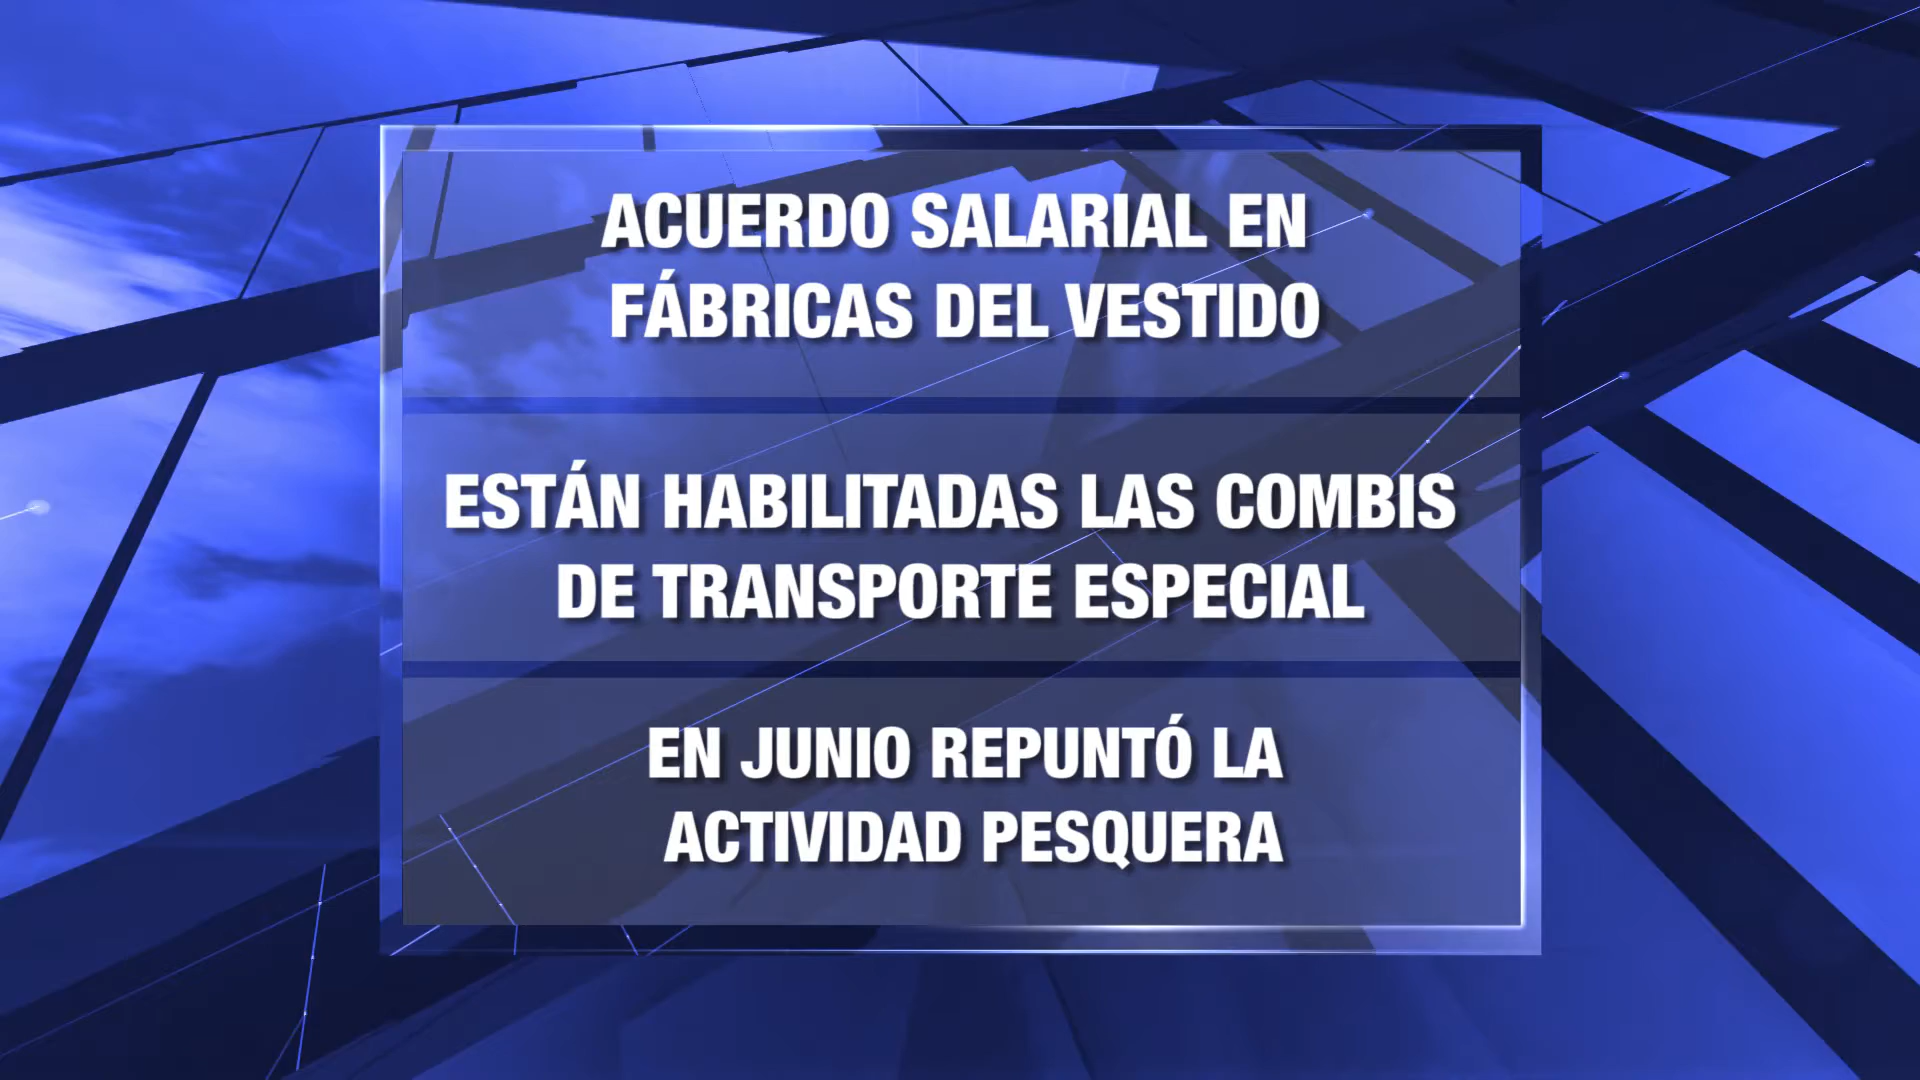 ACUERDO SALARIAL EN
FÁBRICAS DEL VESTIDO
ESTÁN HABILITADAS LAS COMBIS
DE TRANSPORTE ESPECIAL
EN JUNIO REPUNTÓ LA
ACTIVIDAD PESQUERA